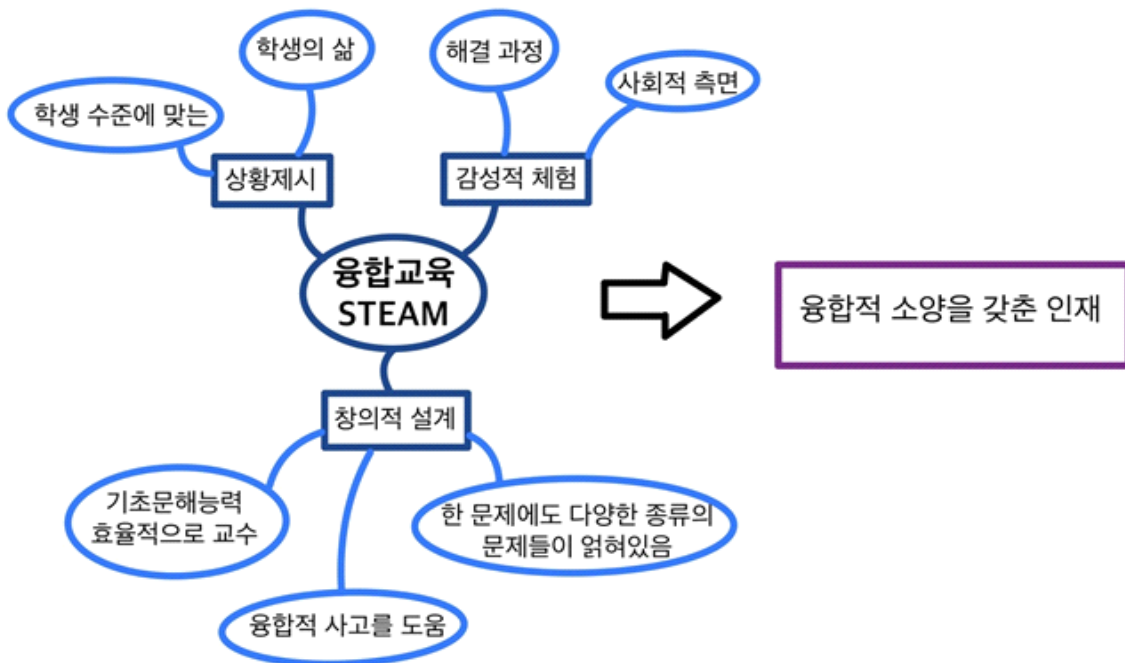 학생의 삶
해결 과정
학생 수준에 맞는
사회적 측면
상황제시
감성적 체험
융합교육
STEAM
융합적 소양을 갖춘 인재
창의적 설계
기초문해능력
효율적으로 교수
한 문제에도 다양한 종류의
문제들이 얽혀있음
융합적 사고를 도움